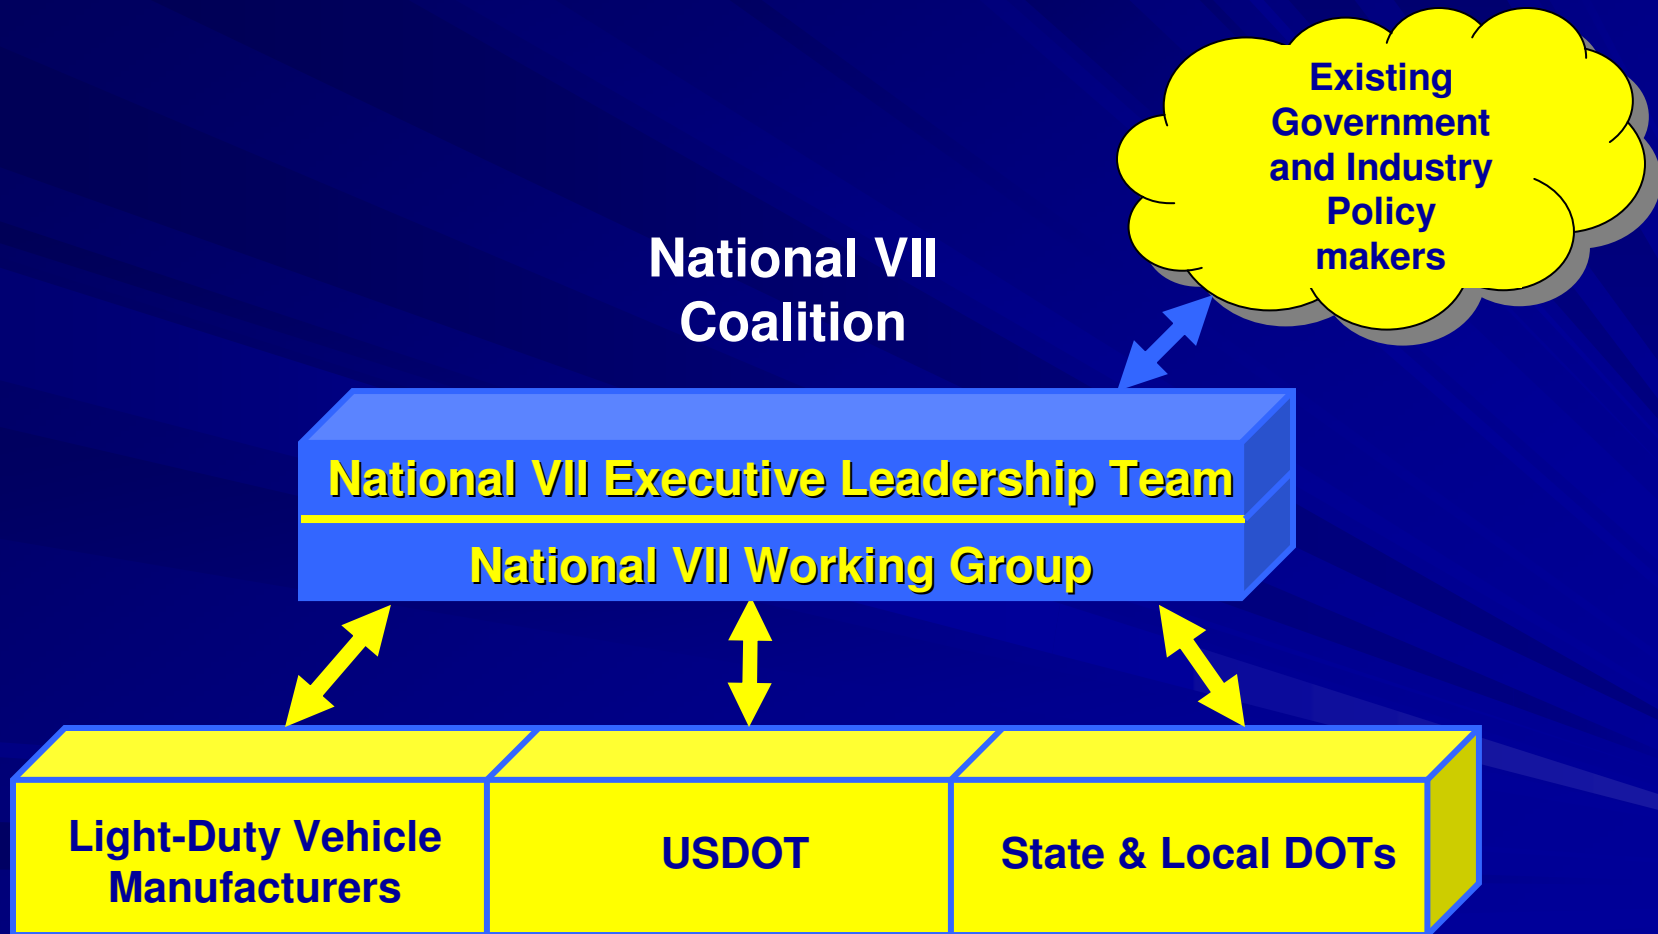 Existing
Government
and Industry
Policy
makers
National VII
Coalition
National VII Executive Leadership Team
National VII Working Group
Light-Duty Vehicle
Manufacturers
USDOT
State & Local DOTs